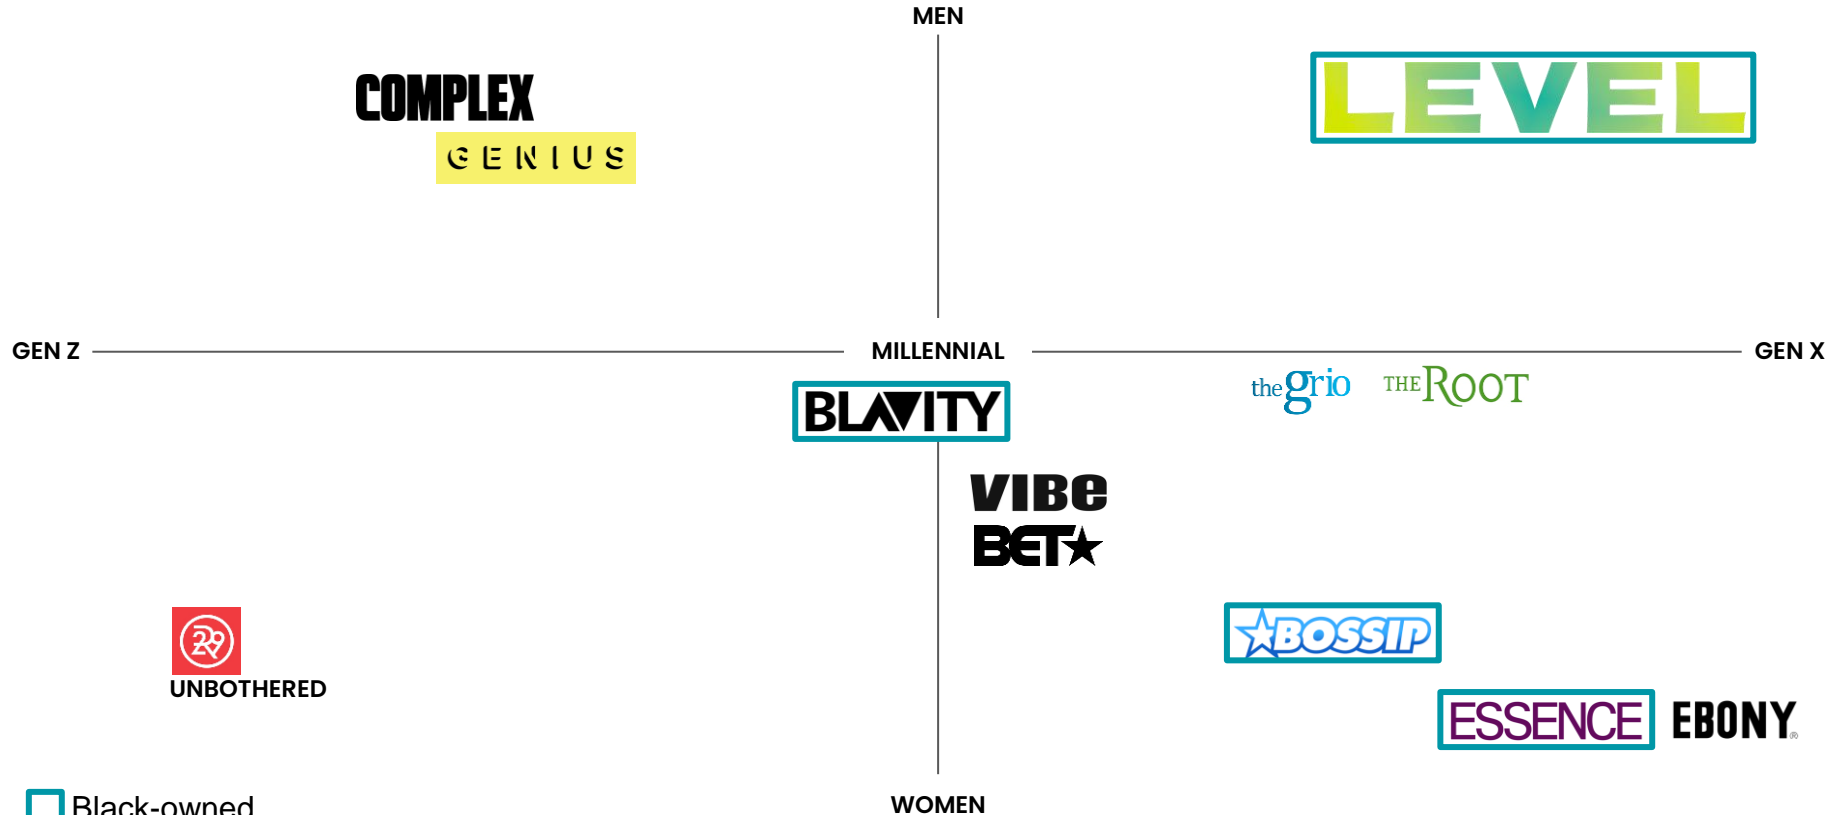 MEN
COMPLEX
GENIUS
LEVEL
GEN Z
MILLENNIAL
GEN X
BLAVITY
thegrio
THE ROOT
VIBE
BET
R29
UNBOTHERED
BOSSIP
ESSENCE
EBONY®
WOMEN
Black-owned